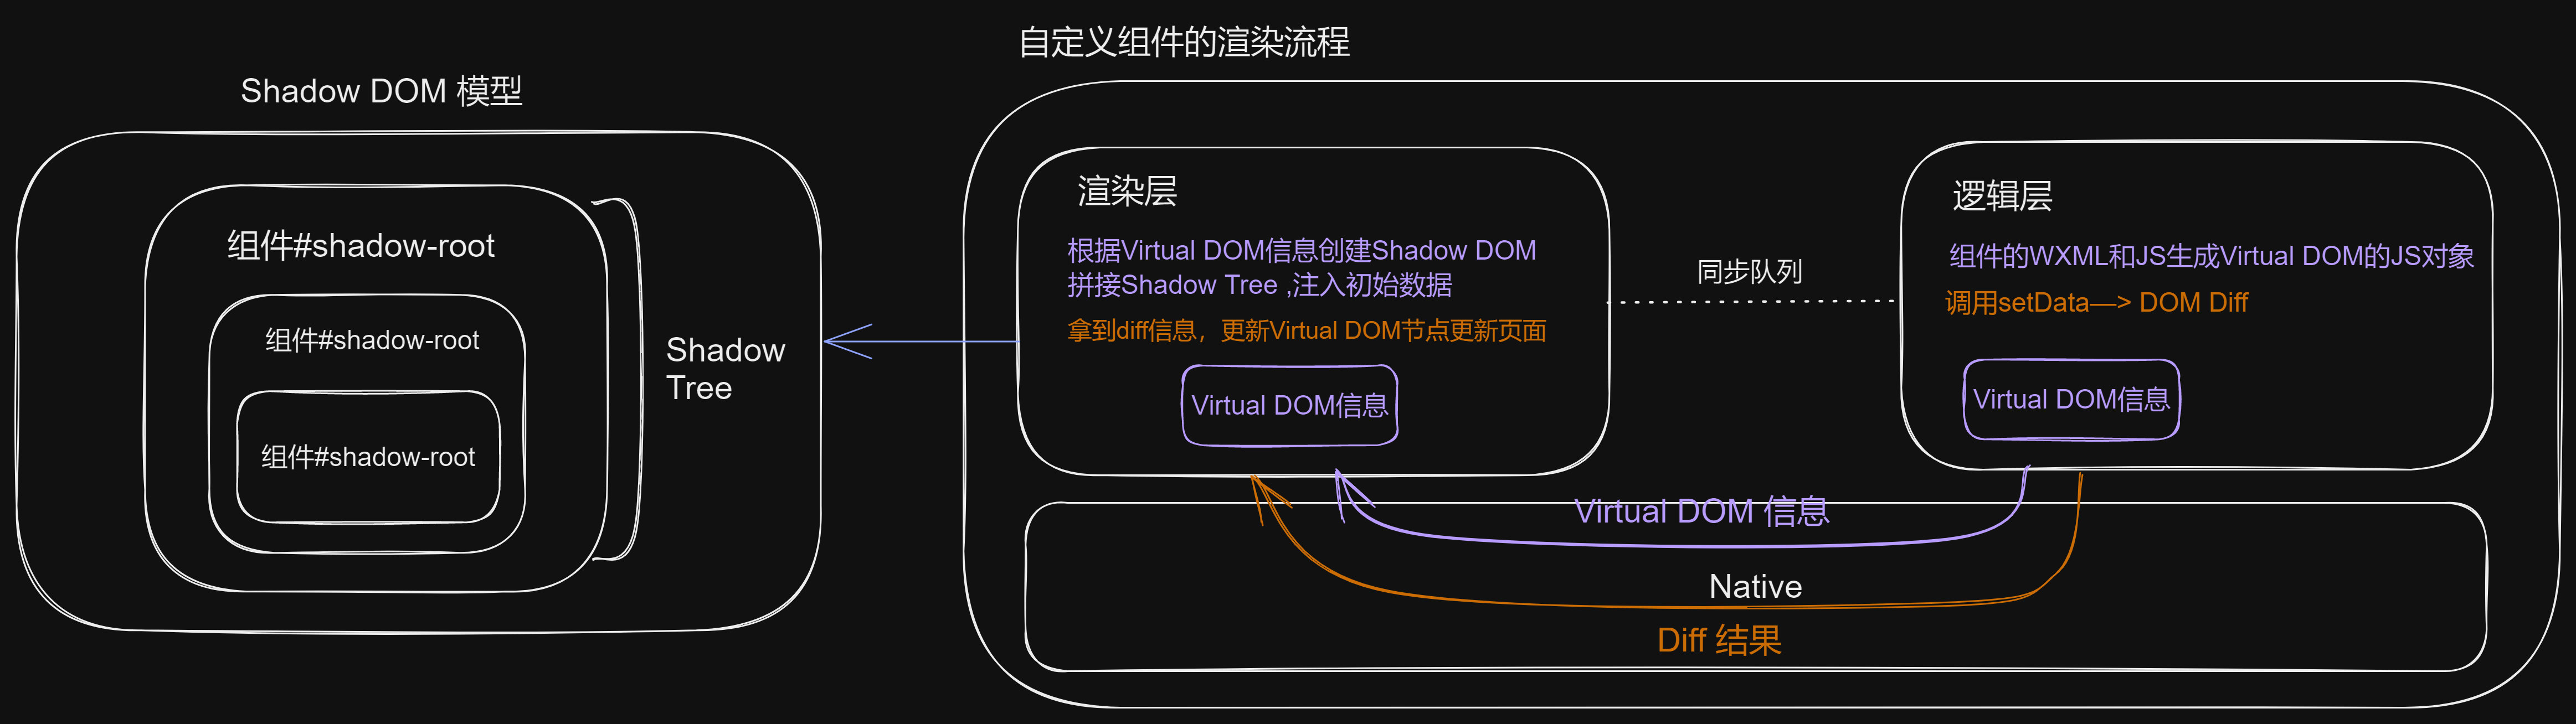 自定义组件的渲染流程
Shadow DOM 模型
组件#shadow-root
组件#shadow-root
组件#shadow-root
Shadow
Tree
渲染层
根据Virtual DOM信息创建Shadow DOM
拼接Shadow Tree ,注入初始数据
拿到diff信息，更新Virtual DOM节点更新页面
Virtual DOM信息
同步队列
逻辑层
组件的WXML和JS生成Virtual DOM的JS对象
调用setData—> DOM Diff
Virtual DOM信息
Virtual DOM 信息
Native
Diff 结果